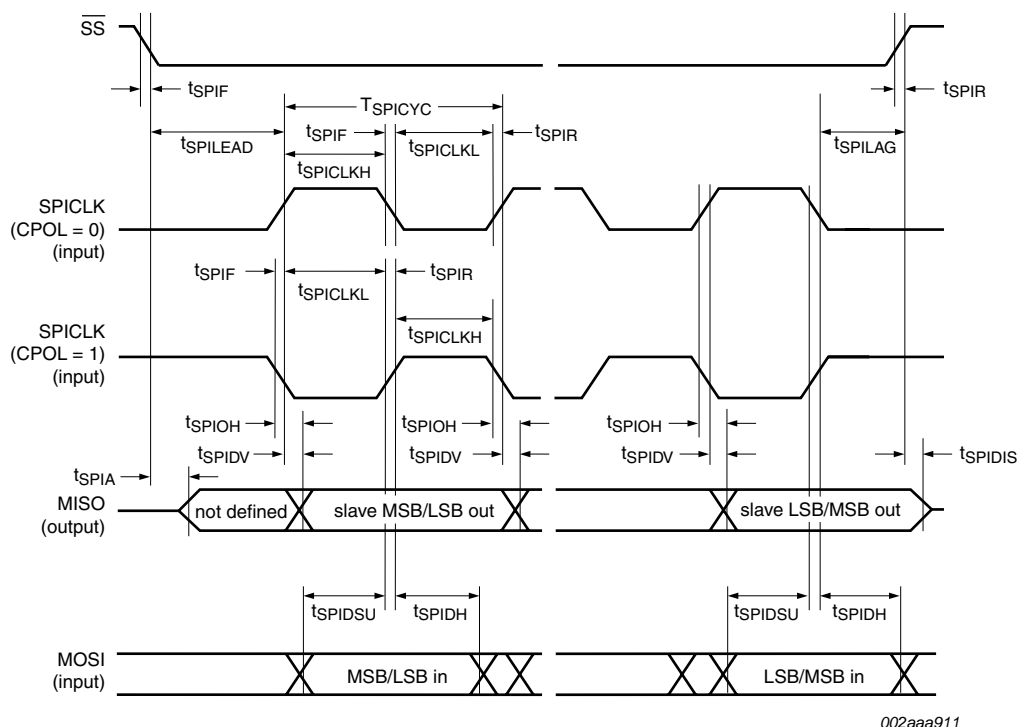 SS
tSPIF
tSPIR
TSPICYC
tSPIF
tSPICLKL
tSPIR
tSPILEAD
tSPILAG
tSPICLKH
SPICLK
(CPOL = 0)
(input)
tSPIF
tSPIR
tSPICLKL
tSPICLKH
SPICLK
(CPOL = 1)
(input)
tSPIOH
tSPIOH
tSPIOH
tSPIDV
tSPIDV
tSPIDV
tSPIDIS
tSPIA
MISO
(output)
not defined
slave MSB/LSB out
slave LSB/MSB out
tSPIDSU
tSPIDH
tSPIDSU
tSPIDH
MOSI
(input)
MSB/LSB in
LSB/MSB in
002aaa911